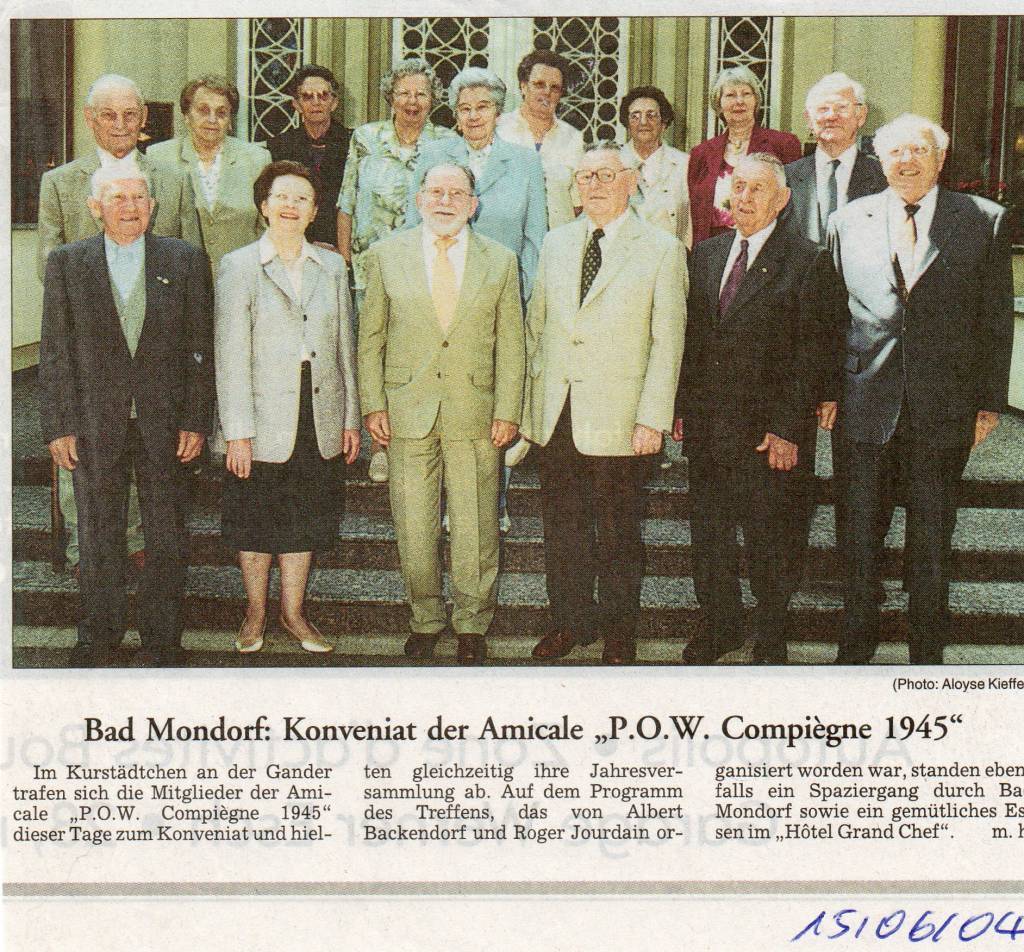 (Photo: Aloyse Kieffe
Bad Mondorf: Konveniat der Amicale „P.O.W. Compiègne 1945“
Im Kurstädtchen an der Gander
trafen sich die Mitglieder der Ami-
cale „P.O.W. Compiègne 1945“
dieser Tage zum Konveniat und hiel-
ten gleichzeitig ihre Jahresver-
sammlung ab. Auf dem Programm
des Treffens, das von Albert
Backendorf und Roger Jourdain or-
ganisiert worden war, standen eben
falls ein Spaziergang durch Ba
Mondorf sowie ein gemütliches Es
sen im „Hôtel Grand Chef“. m. h
15/06/04